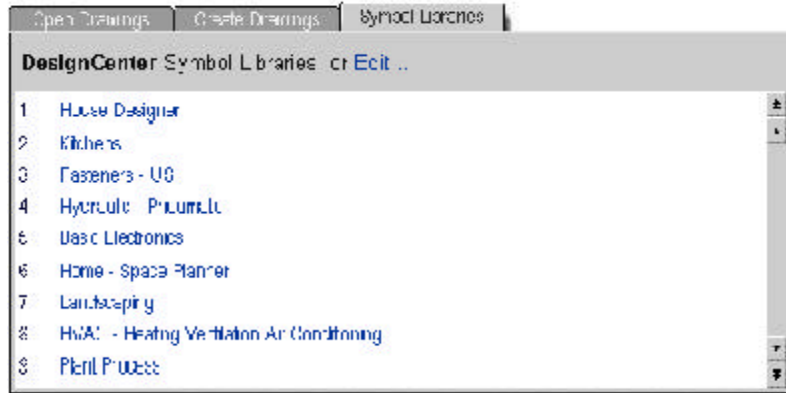 Open Drawings Create Drawings Symbol Libraries
DesignCenter Symbol Libraries or Edit ...
1 House Designer
2 Kitchens
3 Fasteners - US
4 Hydraulic - Pneumatic
5 Basic Electronics
6 Home - Space Planner
7 Landscaping
8 HVAC - Heating Ventilation Air Conditioning
9 Plant Process